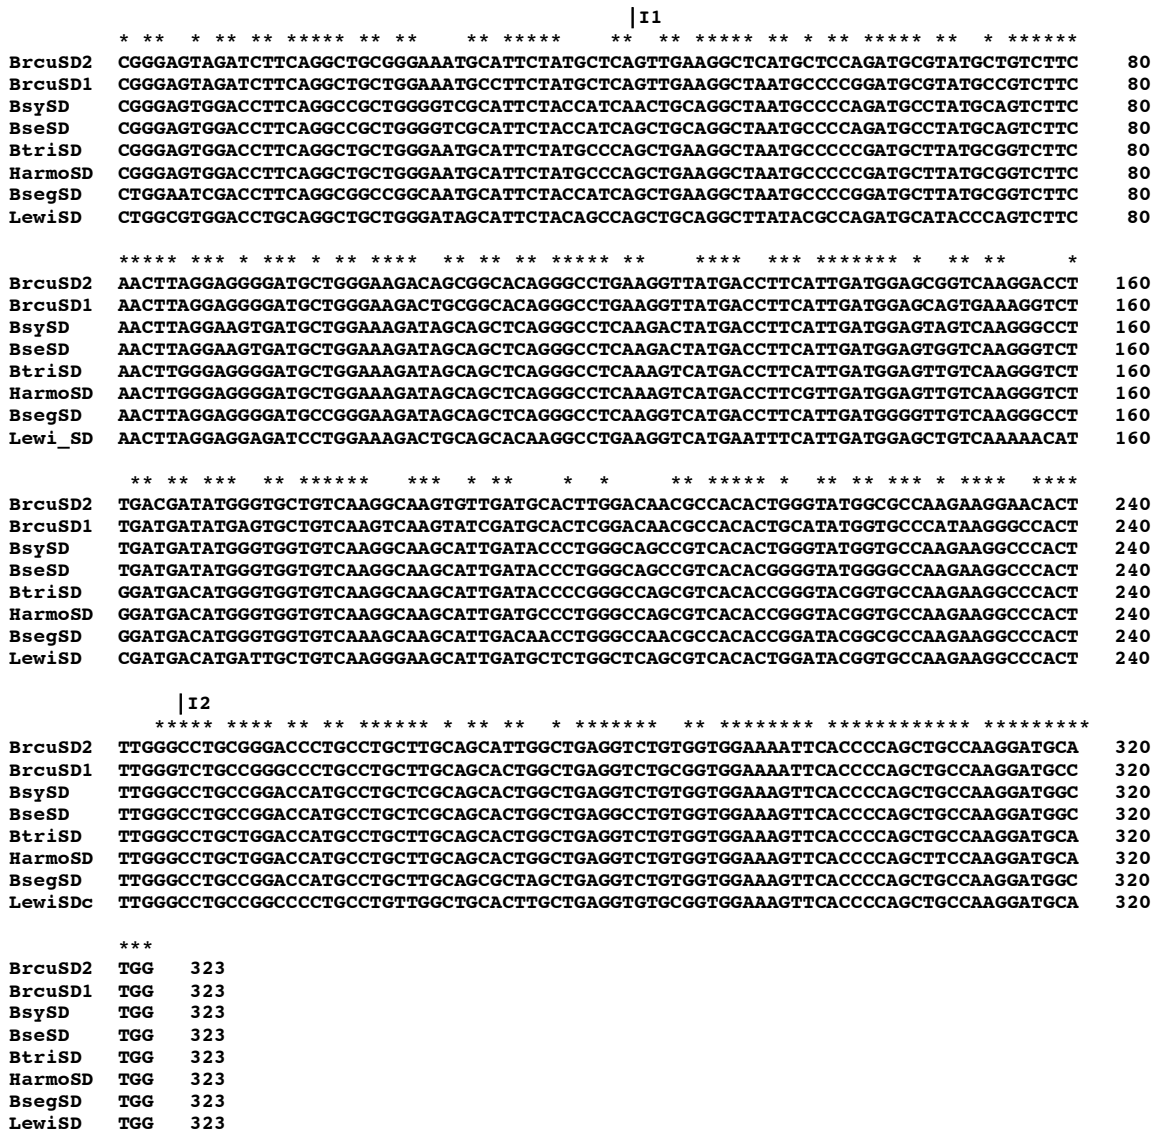 |I1
* ** * ** ** ***** ** ** ** ***** ** ** ***** ** * ** ***** ** * ******
BrcuSD2 CGGGAGTAGATCTTCAGGCTGCGGGAAATGCATTCTATGCTCAGTTGAAGGCTCATGCTCCAGATGCGTATGCTGTCTTC 80
BrcuSD1 CGGGAGTAGATCTTCAGGCTGCTGGAAATGCCTTCTATGCTCAGTTGAAGGCTAATGCCCCGGATGCGTATGCCGTCTTC 80
BsySD CGGGAGTGGACCTTCAGGCCGCTGGGGTCGCATTCTACCATCAACTGCAGGCTAATGCCCCAGATGCCTATGCAGTCTTC 80
BseSD CGGGAGTGGACCTTCAGGCCGCTGGGGTCGCATTCTACCATCAGCTGCAGGCTAATGCCCCAGATGCCTATGCAGTCTTC 80
BtriSD CGGGAGTGGACCTTCAGGCTGCTGGGAATGCATTCTATGCCCAGCTGAAGGCTAATGCCCCCGATGCTTATGCGGTCTTC 80
HarmoSD CGGGAGTGGACCTTCAGGCTGCTGGGAATGCATTCTATGCCCAGCTGAAGGCTAATGCCCCCGATGCTTATGCGGTCTTC 80
BsegSD CTGGAATCGACCTTCAGGCGGCCGGCAATGCATTCTACCATCAGCTGAAGGCTAATGCCCCGGATGCTTATGCGGTCTTC 80
LewiSD CTGGCGTGGACCTGCAGGCTGCTGGGATAGCATTCTACAGCCAGCTGCAGGCTTATACGCCAGATGCATACCCAGTCTTC 80
***** *** * *** * ** **** ** ** ** ***** ** **** *** ******* * ** ** *
BrcuSD2 AACTTAGGAGGGGATGCTGGGAAGACAGCGGCACAGGGCCTGAAGGTTATGACCTTCATTGATGGAGCGGTCAAGGACCT 160
BrcuSD1 AACTTAGGAGGGGATGCTGGGAAGACTGCGGCACAGGGCCTGAAGGTTATGACCTTCATTGATGGAGCAGTGAAAGGTCT 160
BsySD AACTTAGGAAGTGATGCTGGAAAGATAGCAGCTCAGGGCCTCAAGACTATGACCTTCATTGATGGAGTAGTCAAGGGCCT 160
BseSD AACTTAGGAAGTGATGCTGGAAAGATAGCAGCTCAGGGCCTCAAGACTATGACCTTCATTGATGGAGTGGTCAAGGGTCT 160
BtriSD AACTTGGGAGGGGATGCTGGAAAGATAGCAGCTCAGGGCCTCAAAGTCATGACCTTCATTGATGGAGTTGTCAAGGGTCT 160
HarmoSD AACTTGGGAGGGGATGCTGGAAAGATAGCAGCTCAGGGCCTCAAAGTCATGACCTTCGTTGATGGAGTTGTCAAGGGTCT 160
BsegSD AACTTAGGAGGGGATGCCGGGAAGATAGCAGCTCAGGGCCTCAAGGTCATGACCTTCATTGATGGGGTTGTCAAGGGCCT 160
Lewi_SD AACTTAGGAGGAGATCCTGGAAAGACTGCAGCACAAGGCCTGAAGGTCATGAATTTCATTGATGGAGCTGTCAAAAACAT 160
** ** *** ** ****** *** * ** * * ** ***** * ** ** *** * **** ****
BrcuSD2 TGACGATATGGGTGCTGTCAAGGCAAGTGTTGATGCACTTGGACAACGCCACACTGGGTATGGCGCCAAGAAGGAACACT 240
BrcuSD1 TGATGATATGAGTGCTGTCAAGTCAAGTATCGATGCACTCGGACAACGCCACACTGCATATGGTGCCCATAAGGGCCACT 240
BsySD TGATGATATGGGTGGTGTCAAGGCAAGCATTGATACCCTGGGCAGCCGTCACACTGGGTATGGTGCCAAGAAGGCCCACT 240
BseSD TGATGATATGGGTGGTGTCAAGGCAAGCATTGATACCCTGGGCAGCCGTCACACGGGGTATGGGGCCAAGAAGGCCCACT 240
BtriSD GGATGACATGGGTGGTGTCAAGGCAAGCATTGATACCCCGGGCCAGCGTCACACCGGGTACGGTGCCAAGAAGGCCCACT 240
HarmoSD GGATGACATGGGTGGTGTCAAGGCAAGCATTGATGCCCTGGGCCAGCGTCACACCGGGTACGGTGCCAAGAAGGCCCACT 240
BsegSD GGATGACATGGGTGGTGTCAAAGCAAGCATTGACAACCTGGGCCAACGCCACACCGGATACGGCGCCAAGAAGGCCCACT 240
LewiSD CGATGACATGATTGCTGTCAAGGGAAGCATTGATGCTCTGGCTCAGCGTCACACTGGATACGGTGCCAAGAAGGCCCACT 240
|I2
***** **** ** ** ****** * ** ** * ******* ** ******** ************ *********
BrcuSD2 TTGGGCCTGCGGGACCCTGCCTGCTTGCAGCATTGGCTGAGGTCTGTGGTGGAAAATTCACCCCAGCTGCCAAGGATGCA 320
BrcuSD1 TTGGGTCTGCCGGGCCCTGCCTGCTTGCAGCACTGGCTGAGGTCTGCGGTGGAAAATTCACCCCAGCTGCCAAGGATGCC 320
BsySD TTGGGCCTGCCGGACCATGCCTGCTCGCAGCACTGGCTGAGGTCTGTGGTGGAAAGTTCACCCCAGCTGCCAAGGATGGC 320
BseSD TTGGGCCTGCCGGACCATGCCTGCTCGCAGCACTGGCTGAGGCCTGTGGTGGAAAGTTCACCCCAGCTGCCAAGGATGGC 320
BtriSD TTGGGCCTGCTGGACCATGCCTGCTTGCAGCACTGGCTGAGGTCTGTGGTGGAAAGTTCACCCCAGCTGCCAAGGATGCA 320
HarmoSD TTGGGCCTGCTGGACCATGCCTGCTTGCAGCACTGGCTGAGGTCTGTGGTGGAAAGTTCACCCCAGCTTCCAAGGATGCA 320
BsegSD TTGGGCCTGCCGGACCATGCCTGCTTGCAGCGCTAGCTGAGGTCTGTGGTGGAAAGTTCACCCCAGCTGCCAAGGATGGC 320
LewiSDc TTGGGCCTGCCGGCCCCTGCCTGTTGGCTGCACTTGCTGAGGTGTGCGGTGGAAAGTTCACCCCAGCTGCCAAGGATGCA 320
***
BrcuSD2 TGG 323
BrcuSD1 TGG 323
BsySD TGG 323
BseSD TGG 323
BtriSD TGG 323
HarmoSD TGG 323
BsegSD TGG 323
LewiSD TGG 323